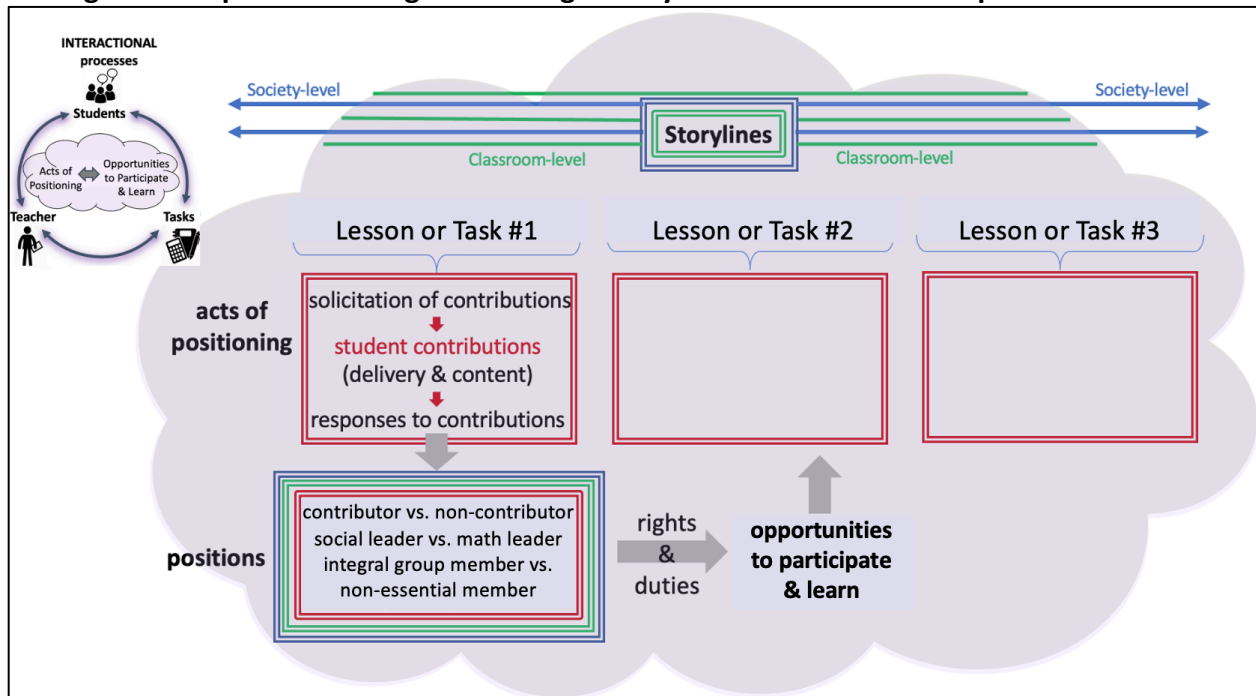 INTERACTIONAL
processes
Students
Acts of
Positioning
Opportunities
to Participate
& Learn
Teacher
Tasks
Society-level
Society-level
Storylines
Classroom-level
Classroom-level
Lesson or Task #1
Lesson or Task #2
Lesson or Task #3
acts of
positioning
solicitation of contributions
student contributions
(delivery & content)
responses to contributions
positions
contributor vs. non-contributor
social leader vs. math leader
integral group member vs.
non-essential member
rights
&
duties
opportunities
to participate
& learn